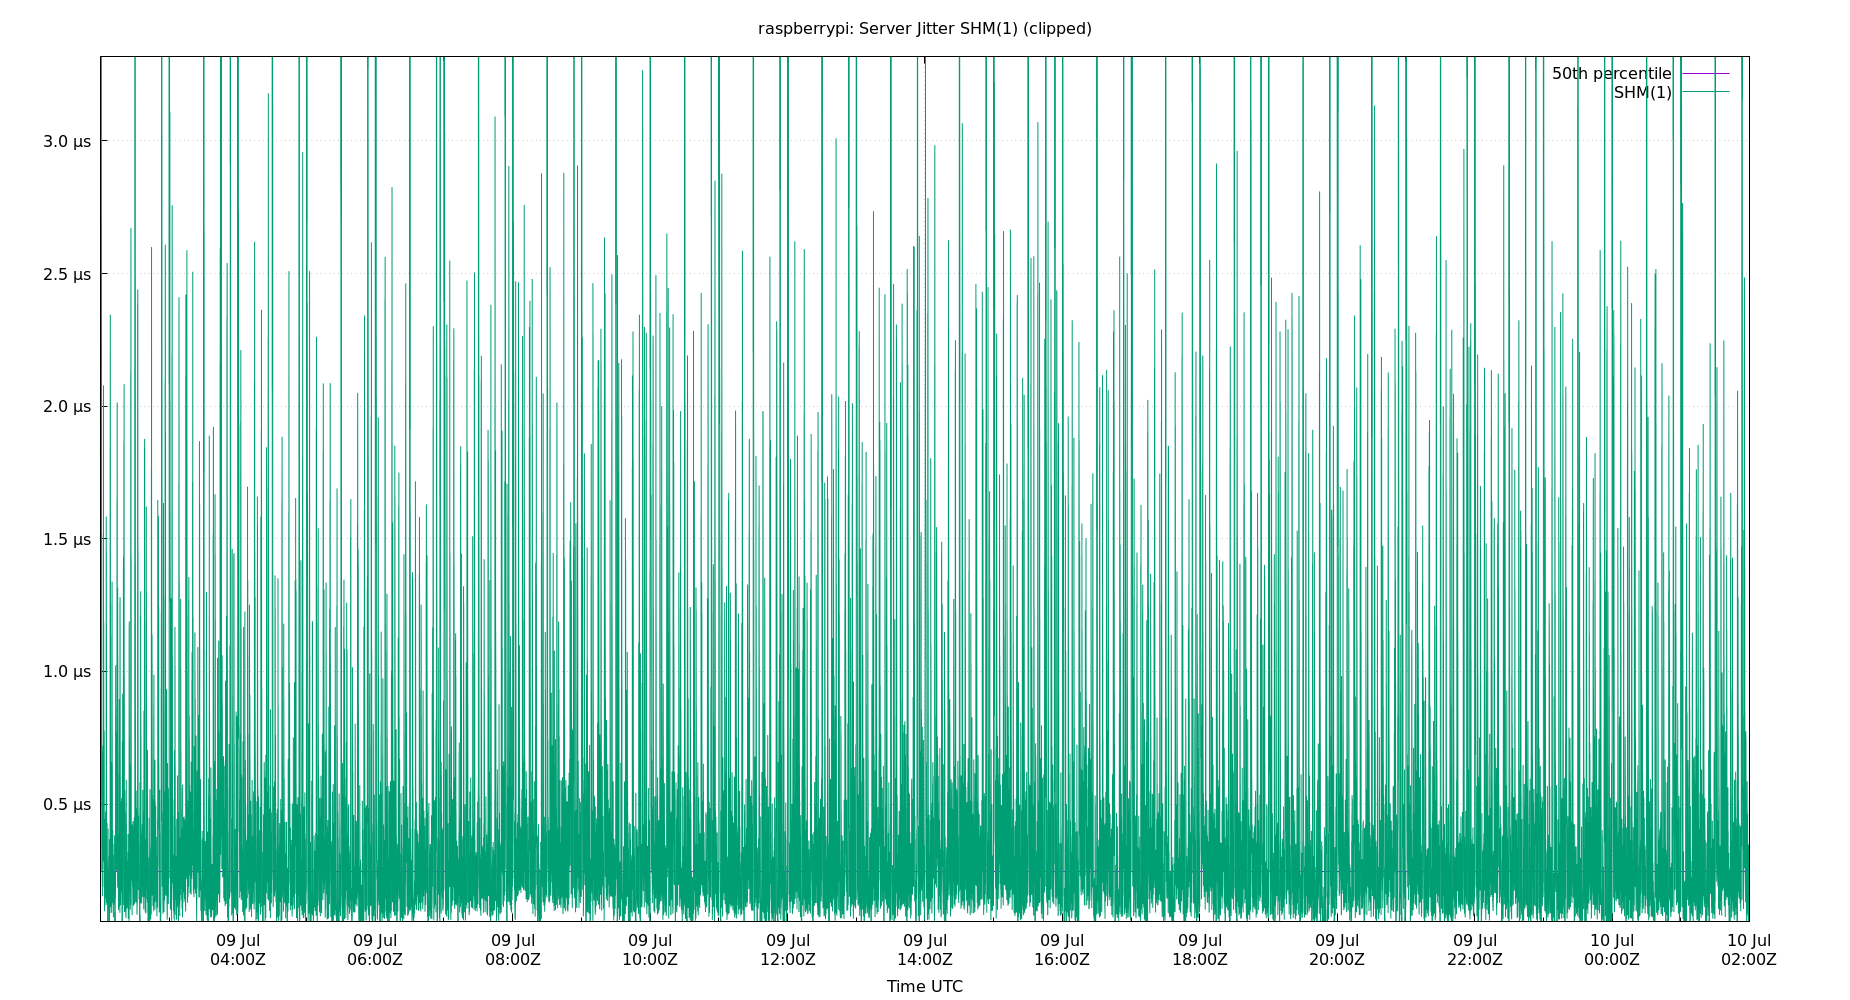 raspberrypi: Server Jitter SHM(1) (clipped)
50th percentile
SHM(1)
3.0 µs
2.5 µs
2.0 µs
1.5 µs
1.0 µs
0.5 µs
09 Jul 09 Jul 09 Jul 09 Jul 09 Jul 09 Jul 09 Jul 09 Jul 09 Jul 09 Jul 10 Jul 10 Jul
04:00Z 06:00Z 08:00Z 10:00Z 12:00Z 14:00Z 16:00Z 18:00Z 20:00Z 22:00Z 00:00Z 02:00Z
Time UTC